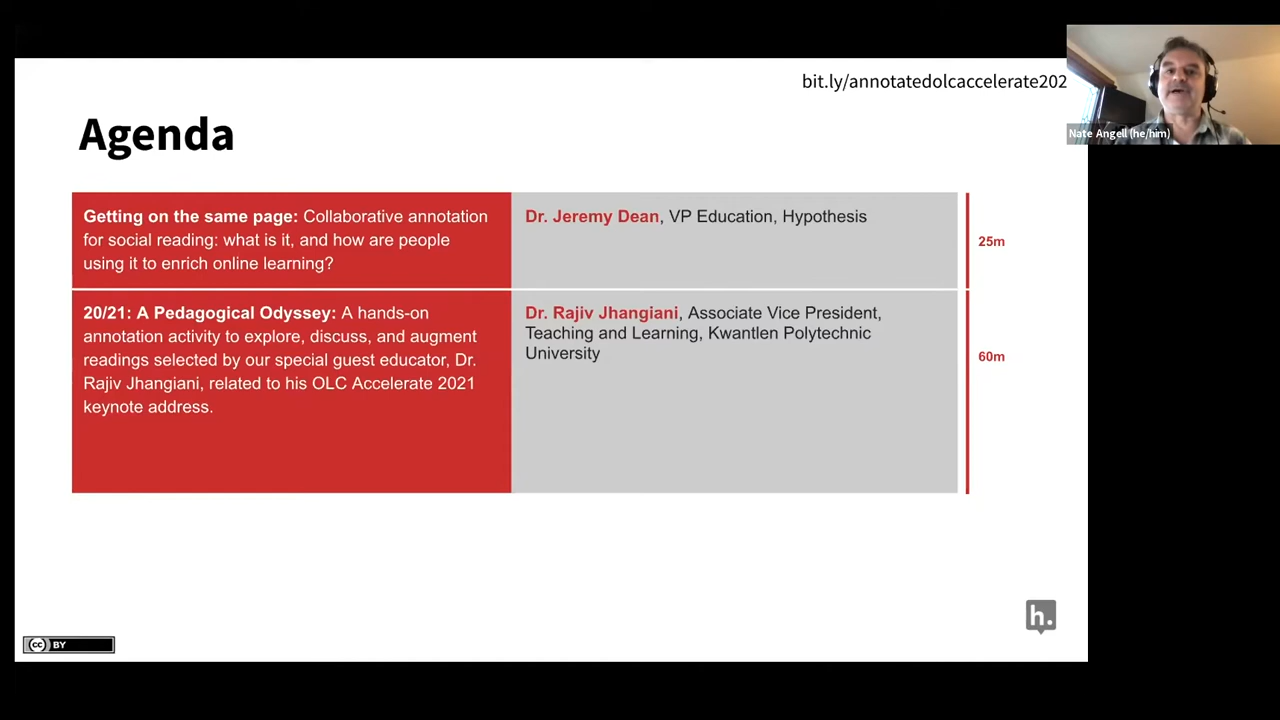 bit.ly/annotatedolcaccelerate202
Nate Angell (he/him)
Agenda
Getting on the same page: Collaborative annotation
for social reading: what is it, and how are people
using it to enrich online learning?
Dr. Jeremy Dean, VP Education, Hypothesis
25m
20/21: A Pedagogical Odyssey: A hands-on
annotation activity to explore, discuss, and augment
readings selected by our special guest educator, Dr.
Rajiv Jhangiani, related to his OLC Accelerate 2021
keynote address.
Dr. Rajiv Jhangiani, Associate Vice President,
Teaching and Learning, Kwantlen Polytechnic
University
60m
h.
cc BY